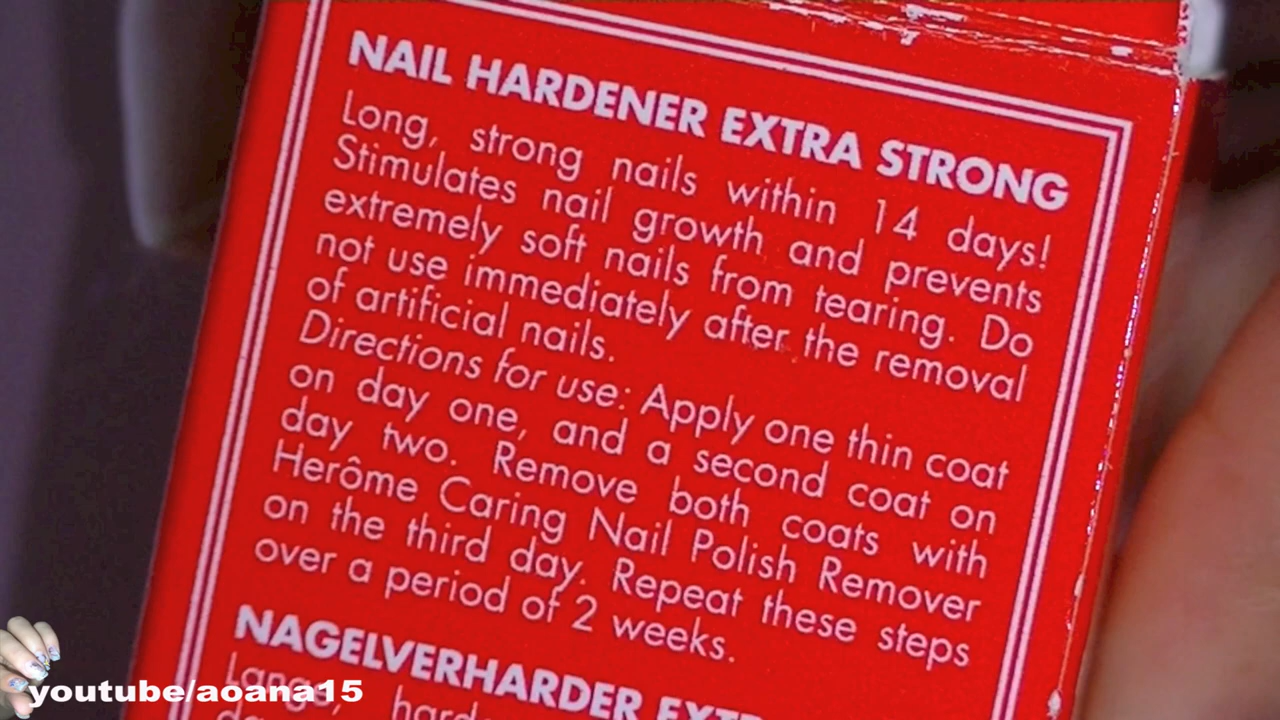 NAIL HARDENER EXTRA STRONG
Long, strong nails within 14 days!
Stimulates nail growth and prevents
extremely soft nails from tearing. Do
not use immediately after the removal
of artificial nails.
Directions for use: Apply one thin coat
on day one, and a second coat on
day two. Remove both coats with
Herôme Caring Nail Polish Remover
on the third day. Repeat these steps
over a period of 2 weeks.
NAGELVERHARDER
youtube/aoana15